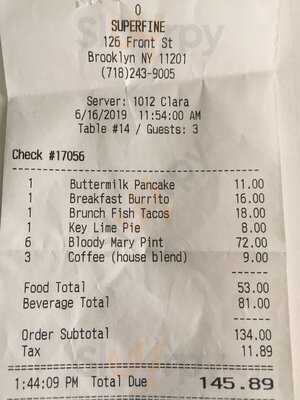 0
SUPERFINE
126 Front St
Brooklyn NY 11201
(718)243-9005
Server: 1012 Clara
6/16/2019 11:54:00 AM
Table #14 / Guests: 3
Check #17056
1 Buttermilk Pancake 11.00
1 Breakfast Burrito 16.00
1 Brunch Fish Tacos 18.00
1 Key Lime Pie 8.00
6 Bloody Mary Pint 72.00
3 Coffee (house blend) 9.00
Food Total 53.00
Beverage Total 81.00
Order Subtotal 134.00
Tax 11.89
1:44:09 PM Total Due 145.89